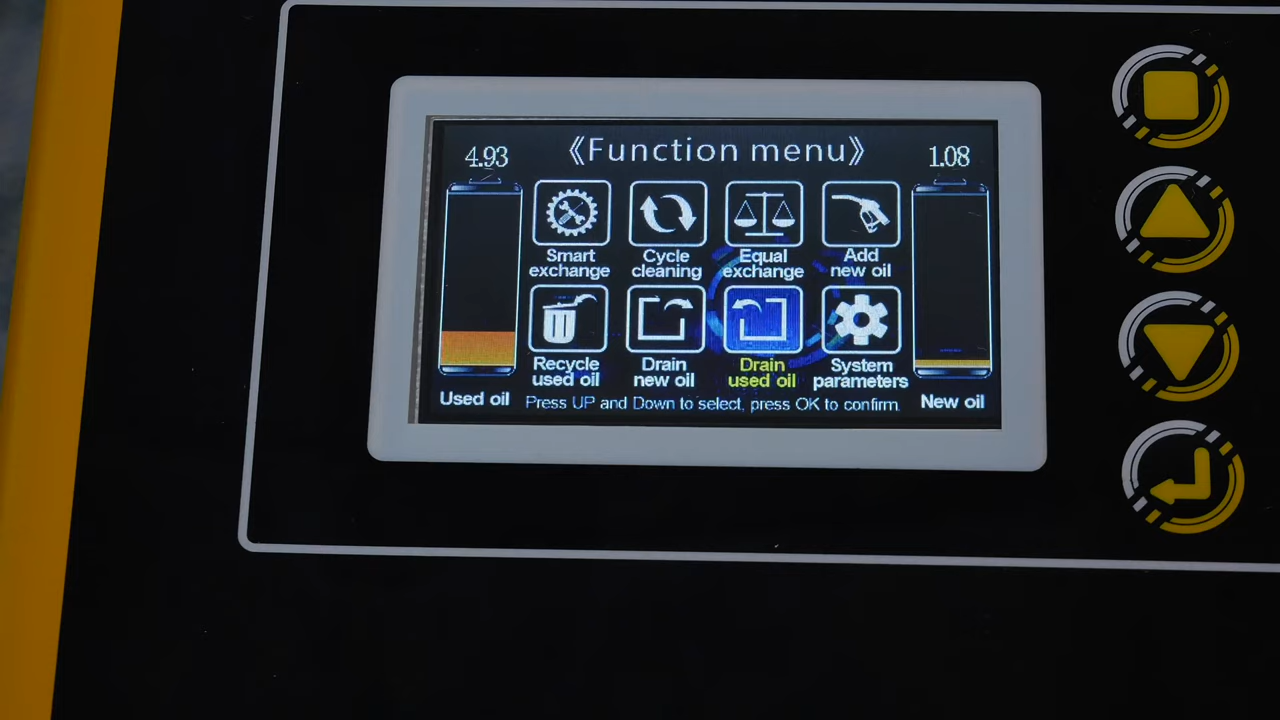 4.93
《Function menu》
1.08
Smart
exchange
Cycle
cleaning
Equal
exchange
Add
new oil
Recycle
used oil
Drain
new oil
Drain
used oil
System
parameters
Used oil
Press UP and Down to select, press OK to confirm.
New oil